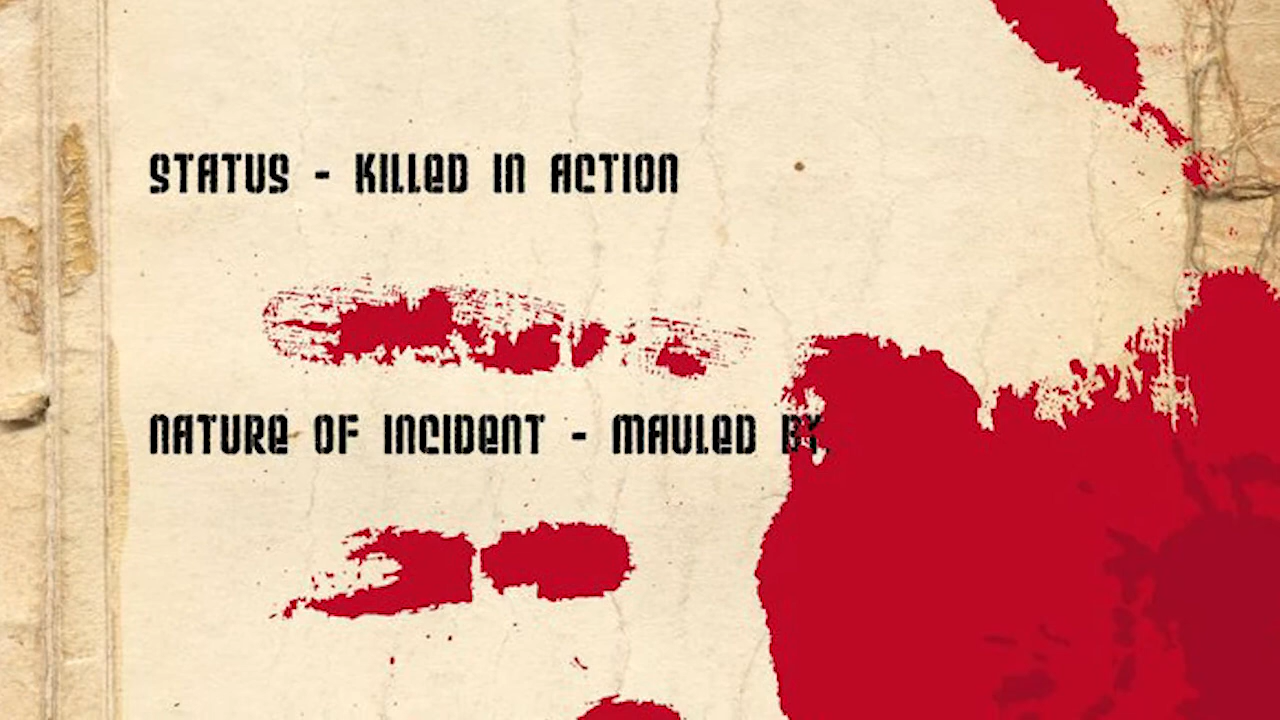 STATUS - KILLED IN ACTION
NATURE OF INCIDENT - MAULED BY